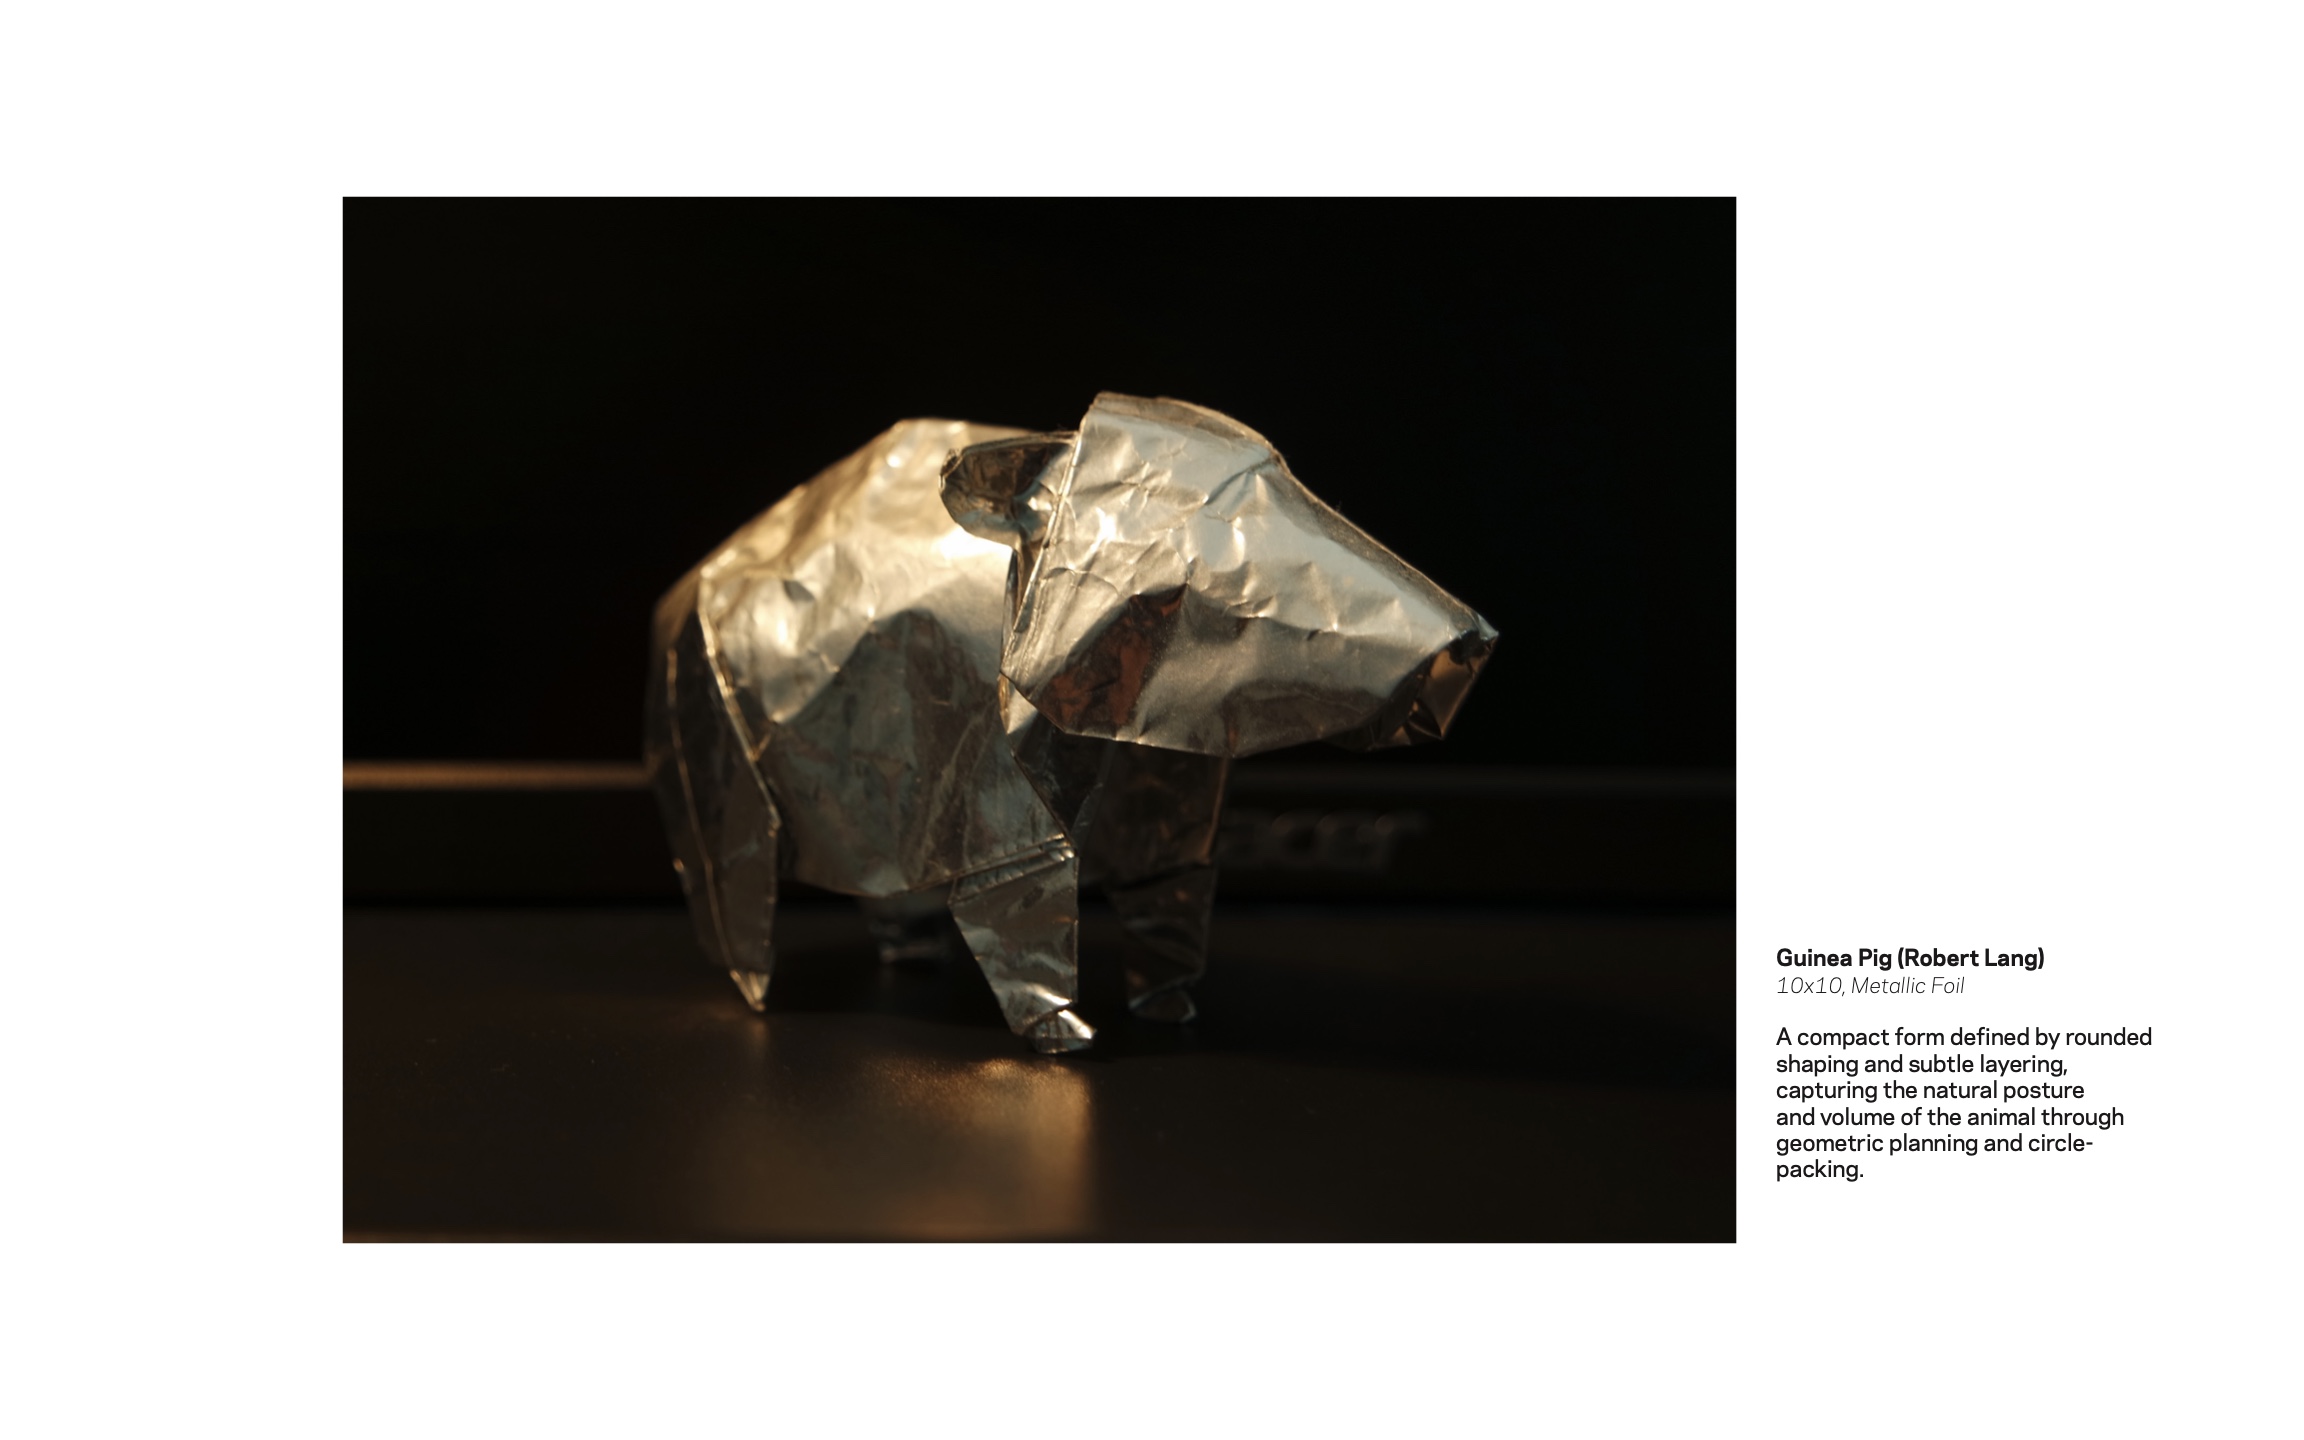 acer
Guinea Pig (Robert Lang)
10x10, Metallic Foil
A compact form defined by rounded
shaping and subtle layering,
capturing the natural posture
and volume of the animal through
geometric planning and circle-
packing.